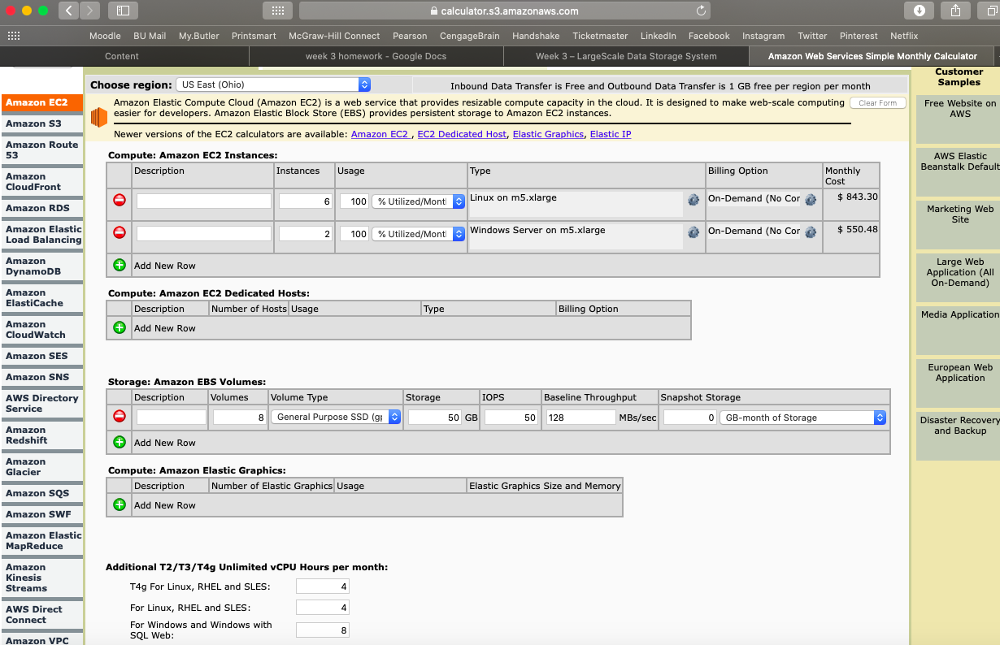 calculator.s3.amazonaws.com
Moodle BU Mail My.Butler Printsmart McGraw-Hill Connect Pearson CengageBrain Handshake Ticketmaster LinkedIn Facebook Instagram Twitter Pinterest Netflix
Content week 3 homework - Google Docs Week 3 – LargeScale Data Storage System Amazon Web Services Simple Monthly Calculator
Amazon EC2
Amazon S3
Amazon Route
53
Amazon
CloudFront
Amazon RDS
Amazon Elastic
Load Balancing
Amazon
DynamoDB
Amazon
ElastiCache
Amazon
CloudWatch
Amazon SES
Amazon SNS
AWS Directory
Service
Amazon
Redshift
Amazon
Glacier
Amazon SQS
Amazon SWF
Amazon Elastic
MapReduce
Amazon
Kinesis
Streams
AWS Direct
Connect
Amazon VPC
Choose region: US East (Ohio) Inbound Data Transfer is Free and Outbound Data Transfer is 1 GB free per region per month
Amazon Elastic Compute Cloud (Amazon EC2) is a web service that provides resizable compute capacity in the cloud. It is designed to make web-scale computing
easier for developers. Amazon Elastic Block Store (EBS) provides persistent storage to Amazon EC2 instances.
Clear Form
Newer versions of the EC2 calculators are available: Amazon EC2 , EC2 Dedicated Host, Elastic Graphics, Elastic IP
Compute: Amazon EC2 Instances:
Description Instances Usage Type Billing Option Monthly
Cost
6 100 % Utilized/Mont Linux on m5.xlarge On-Demand (No Cor $ 843.30
2 100 % Utilized/Mont Windows Server on m5.xlarge On-Demand (No Cor $ 550.48
Add New Row
Compute: Amazon EC2 Dedicated Hosts:
Description Number of Hosts Usage Type Billing Option
Add New Row
Storage: Amazon EBS Volumes:
Description Volumes Volume Type Storage IOPS Baseline Throughput Snapshot Storage
8 General Purpose SSD (gp 50 GB 50 128 MBs/sec 0 GB-month of Storage
Add New Row
Compute: Amazon Elastic Graphics:
Description Number of Elastic Graphics Usage Elastic Graphics Size and Memory
Add New Row
Additional T2/T3/T4g Unlimited vCPU Hours per month:
T4g For Linux, RHEL and SLES: 4
For Linux, RHEL and SLES: 4
For Windows and Windows with
SQL Web: 8
Customer
Samples
Free Website on
AWS
AWS Elastic
Beanstalk Default
Marketing Web
Site
Large Web
Application (All
On-Demand)
Media Application
European Web
Application
Disaster Recovery
and Backup